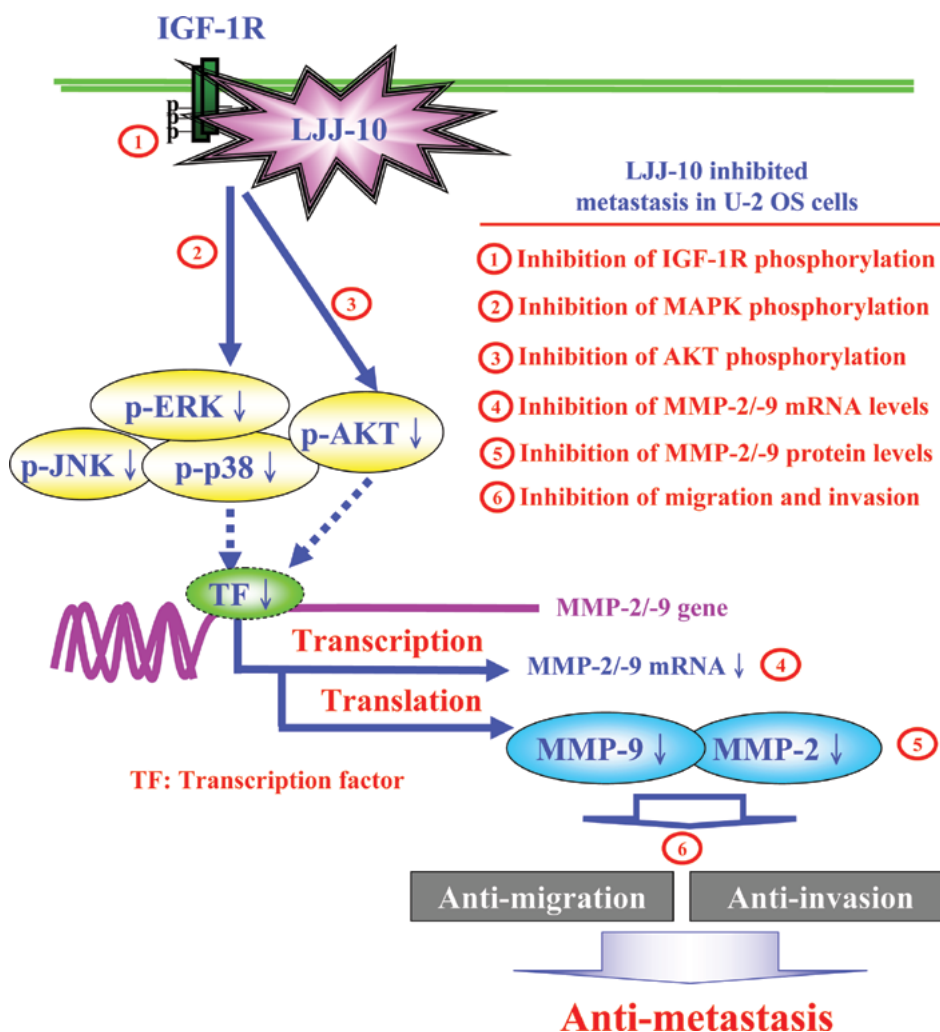 IGF-1R
p
p
p
LJJ-10
1
2
3
LJJ-10 inhibited
metastasis in U-2 OS cells
1 Inhibition of IGF-1R phosphorylation
2 Inhibition of MAPK phosphorylation
3 Inhibition of AKT phosphorylation
4 Inhibition of MMP-2/-9 mRNA levels
5 Inhibition of MMP-2/-9 protein levels
6 Inhibition of migration and invasion
p-ERK ↓
p-AKT ↓
p-JNK ↓
p-p38 ↓
TF ↓
MMP-2/-9 gene
Transcription
MMP-2/-9 mRNA ↓ 4
Translation
MMP-9 ↓
MMP-2 ↓
5
TF: Transcription factor
6
Anti-migration
Anti-invasion
Anti-metastasis